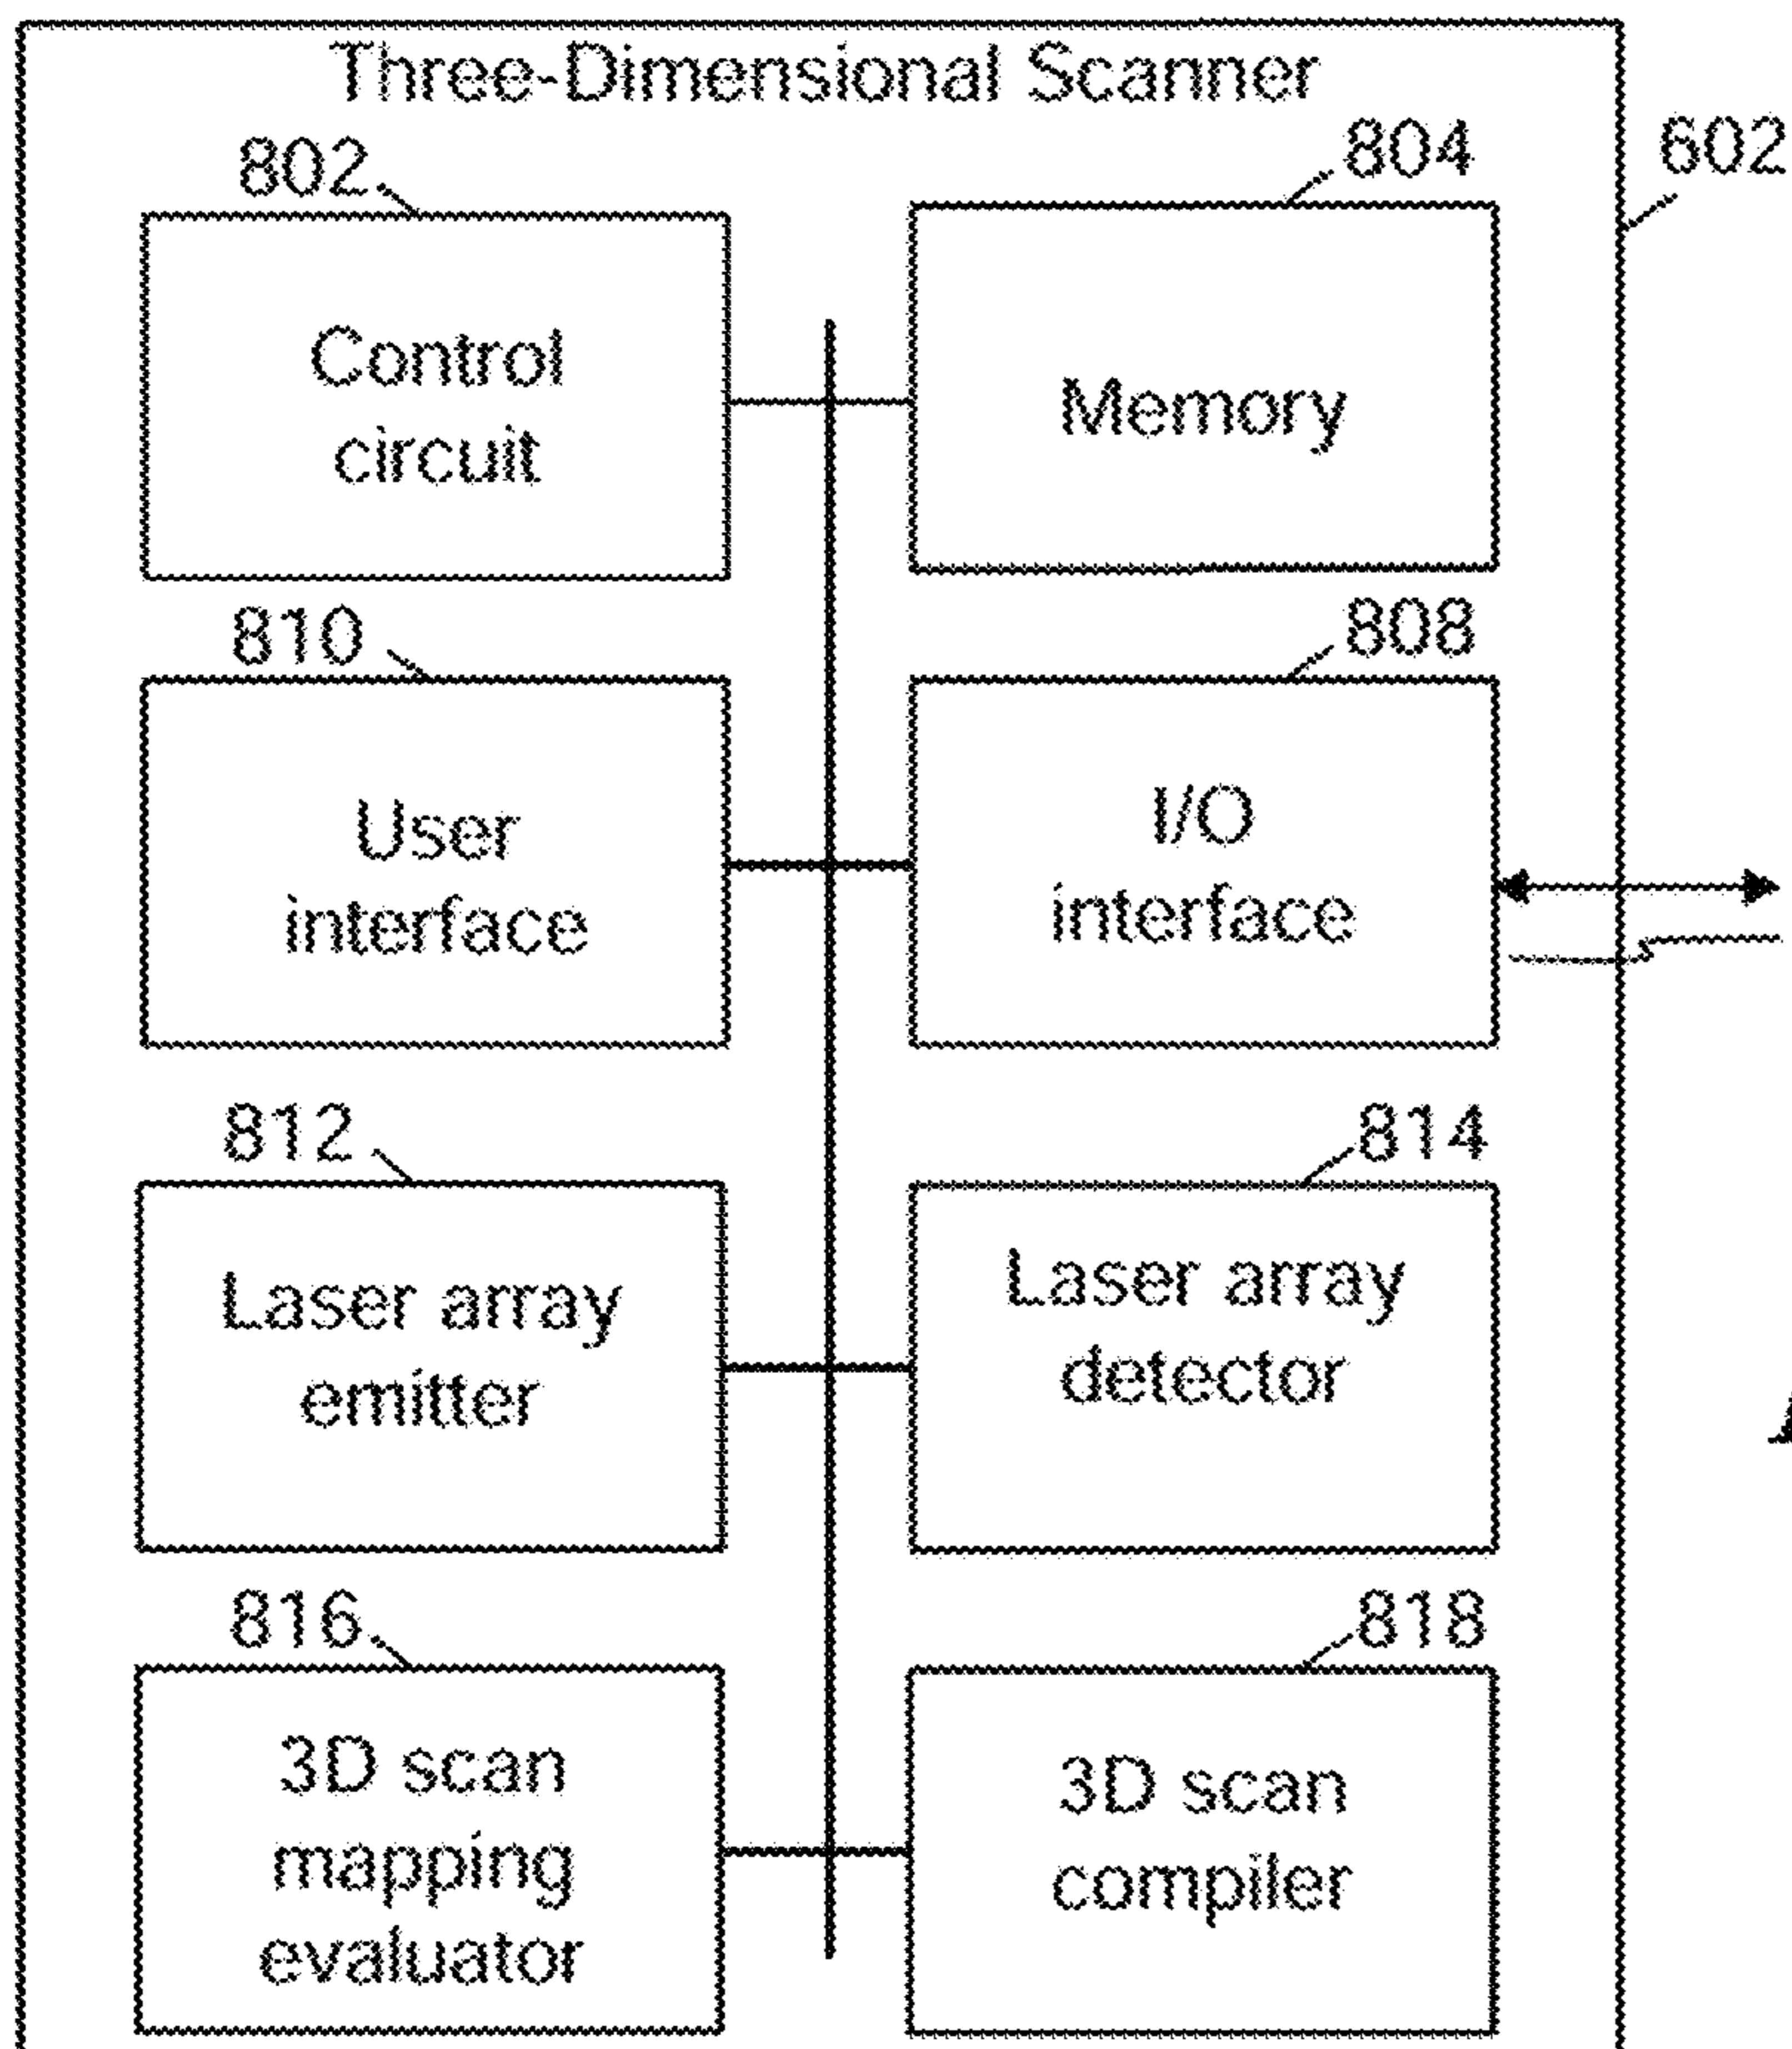 Three-Dimensional Scanner
802
804
602
Control
circuit
Memory
810
808
User
interface
I/O
interface
812
814
Laser array
emitter
Laser array
detector
816
818
3D scan
mapping
evaluator
3D scan
compiler